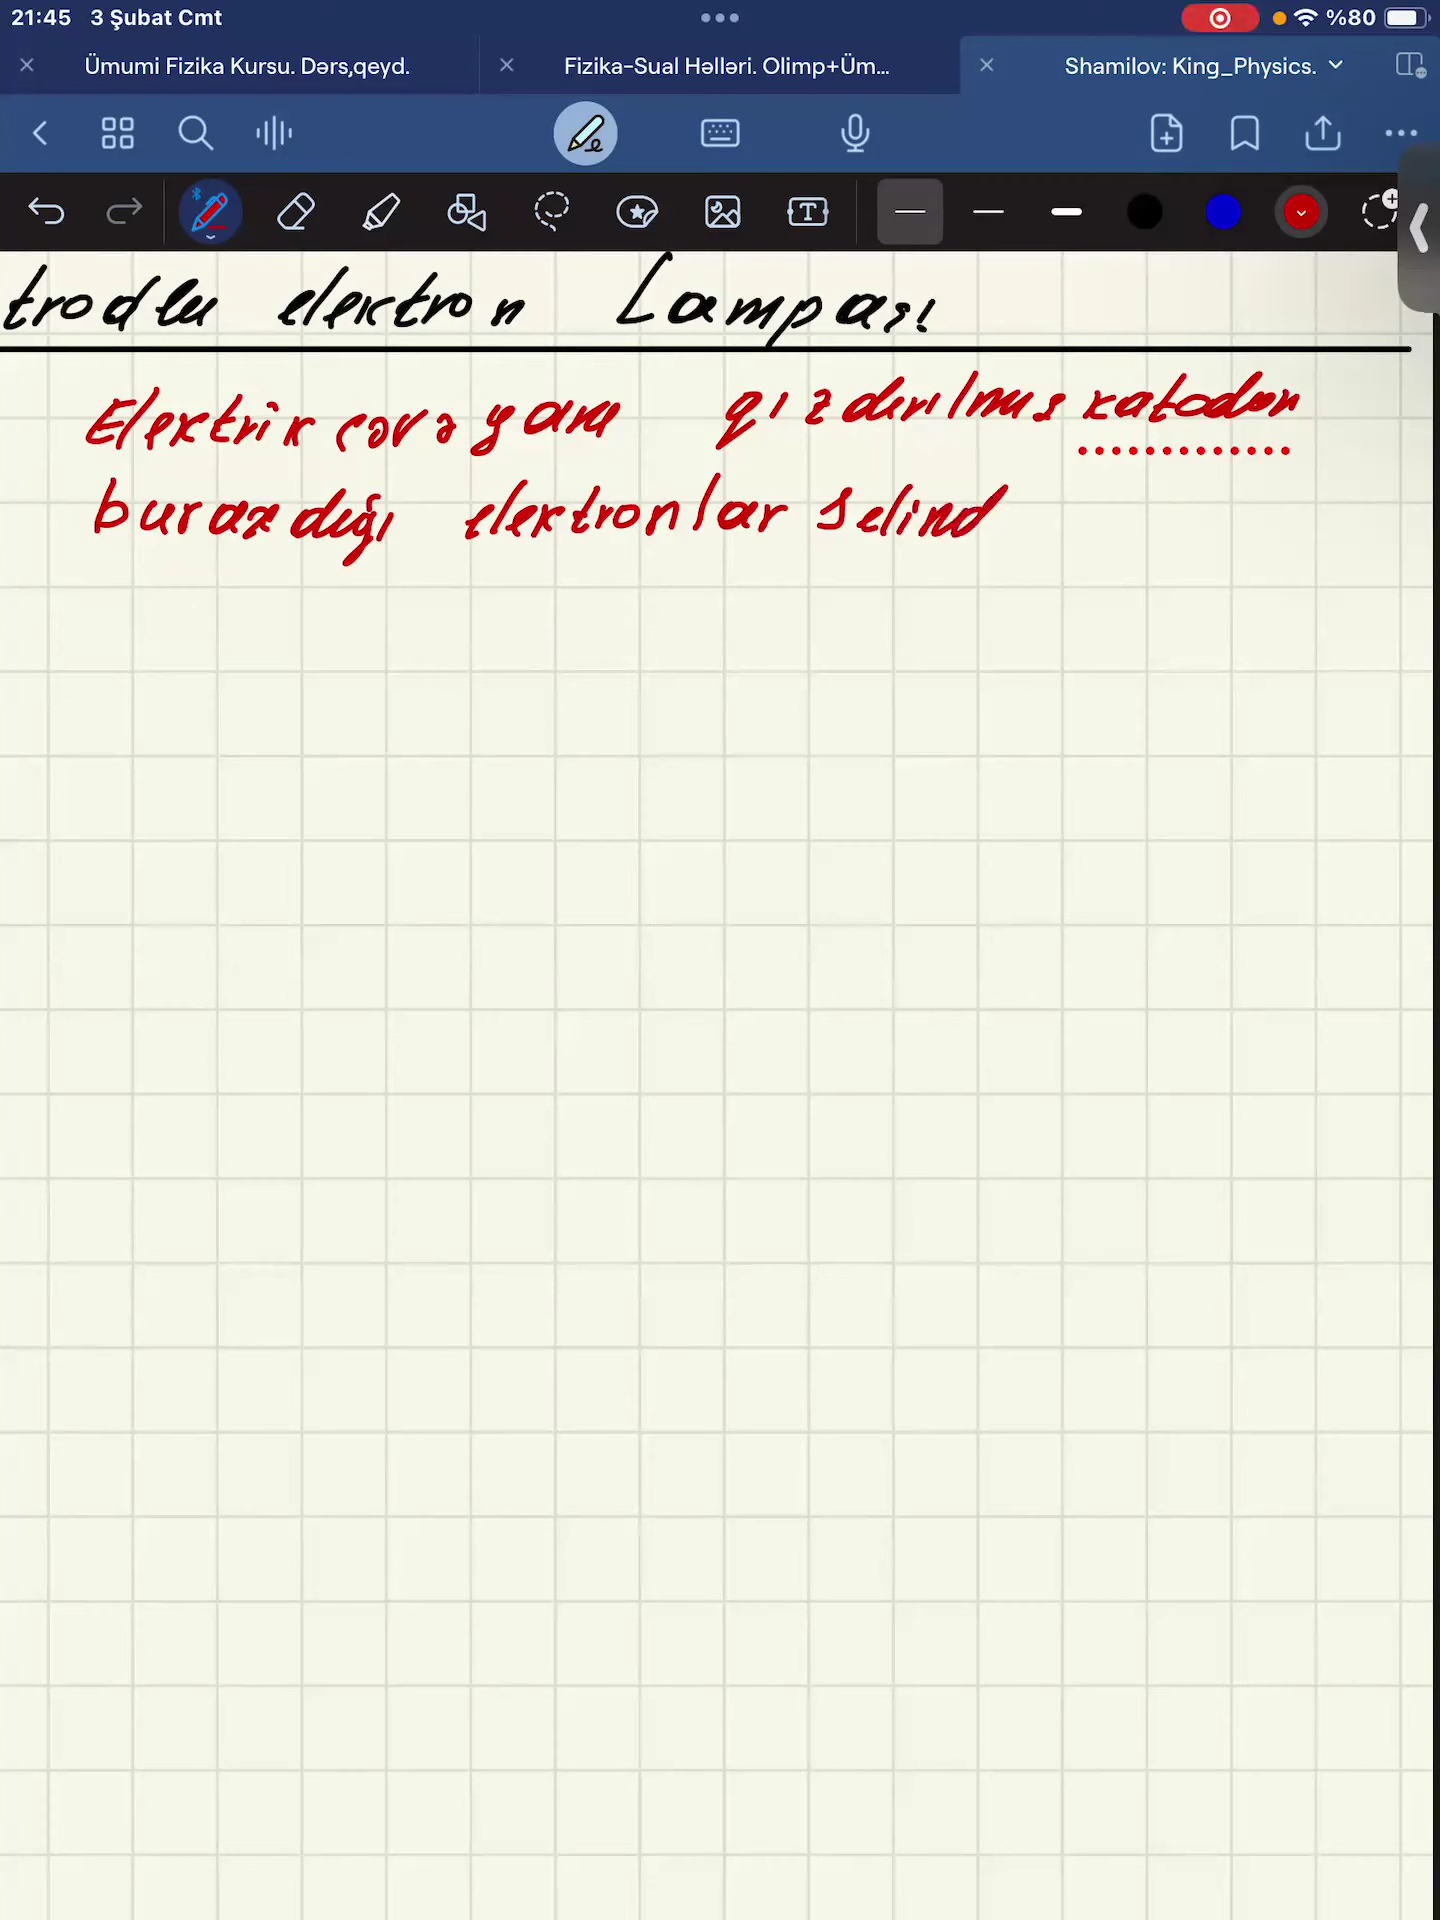 21:45 3 Şubat Cmt %80
Ümumi Fizika Kursu. Dərs,qeyd.
Fizika-Sual Həlləri. Olimp+Üm...
Shamilov: King_Physics.
trodlu elektron Lampası
Elektrik cərəyanı qızdırılmış katodun
buraxdığı elektronlar selind